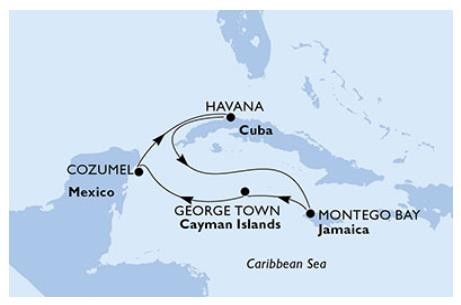 HAVANA
Cuba
COZUMEL
Mexico
GEORGE TOWN
Cayman Islands
MONTEGO BAY
Jamaica
Caribbean Sea